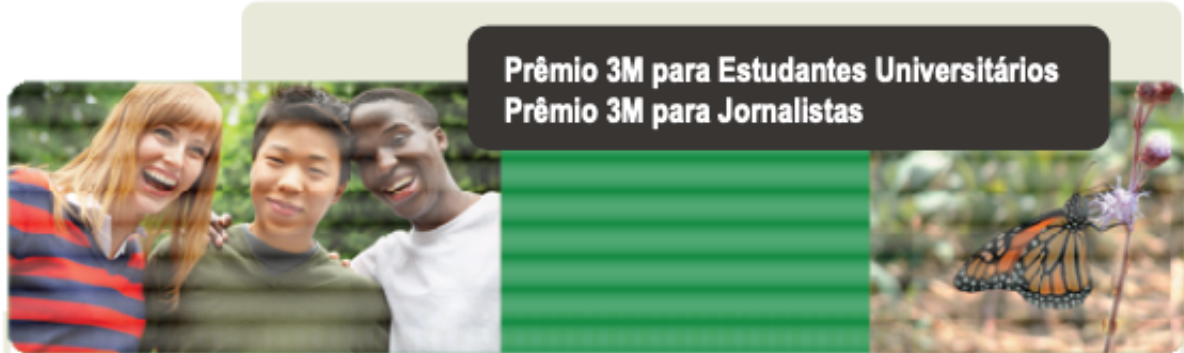 Prêmio 3M para Estudantes Universitários
Prêmio 3M para Jornalistas